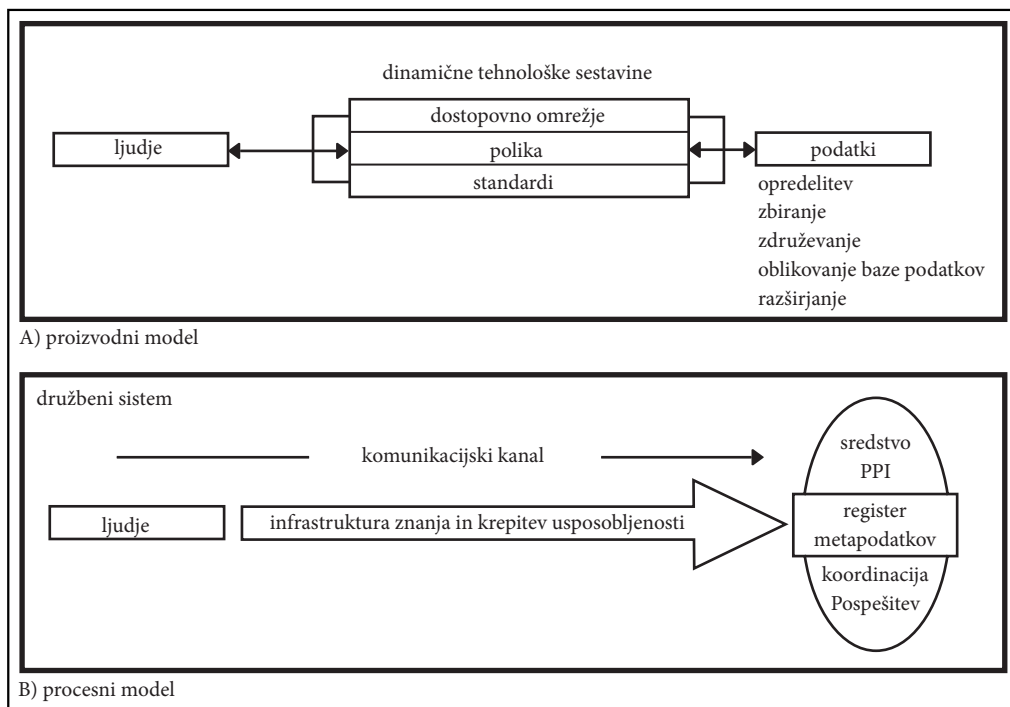 dinamične tehnološke sestavine
dostopovno omrežje
ljudje
polika
podatki
standardi
opredelitev
zbiranje
združevanje
oblikovanje baze podatkov
razširjanje
A) proizvodni model
družbeni sistem
komunikacijski kanal
sredstvo
PPI
ljudje
infrastruktura znanja in krepitev usposobljenosti
register
metapodatkov
koordinacija
Pospešitev
B) procesni model